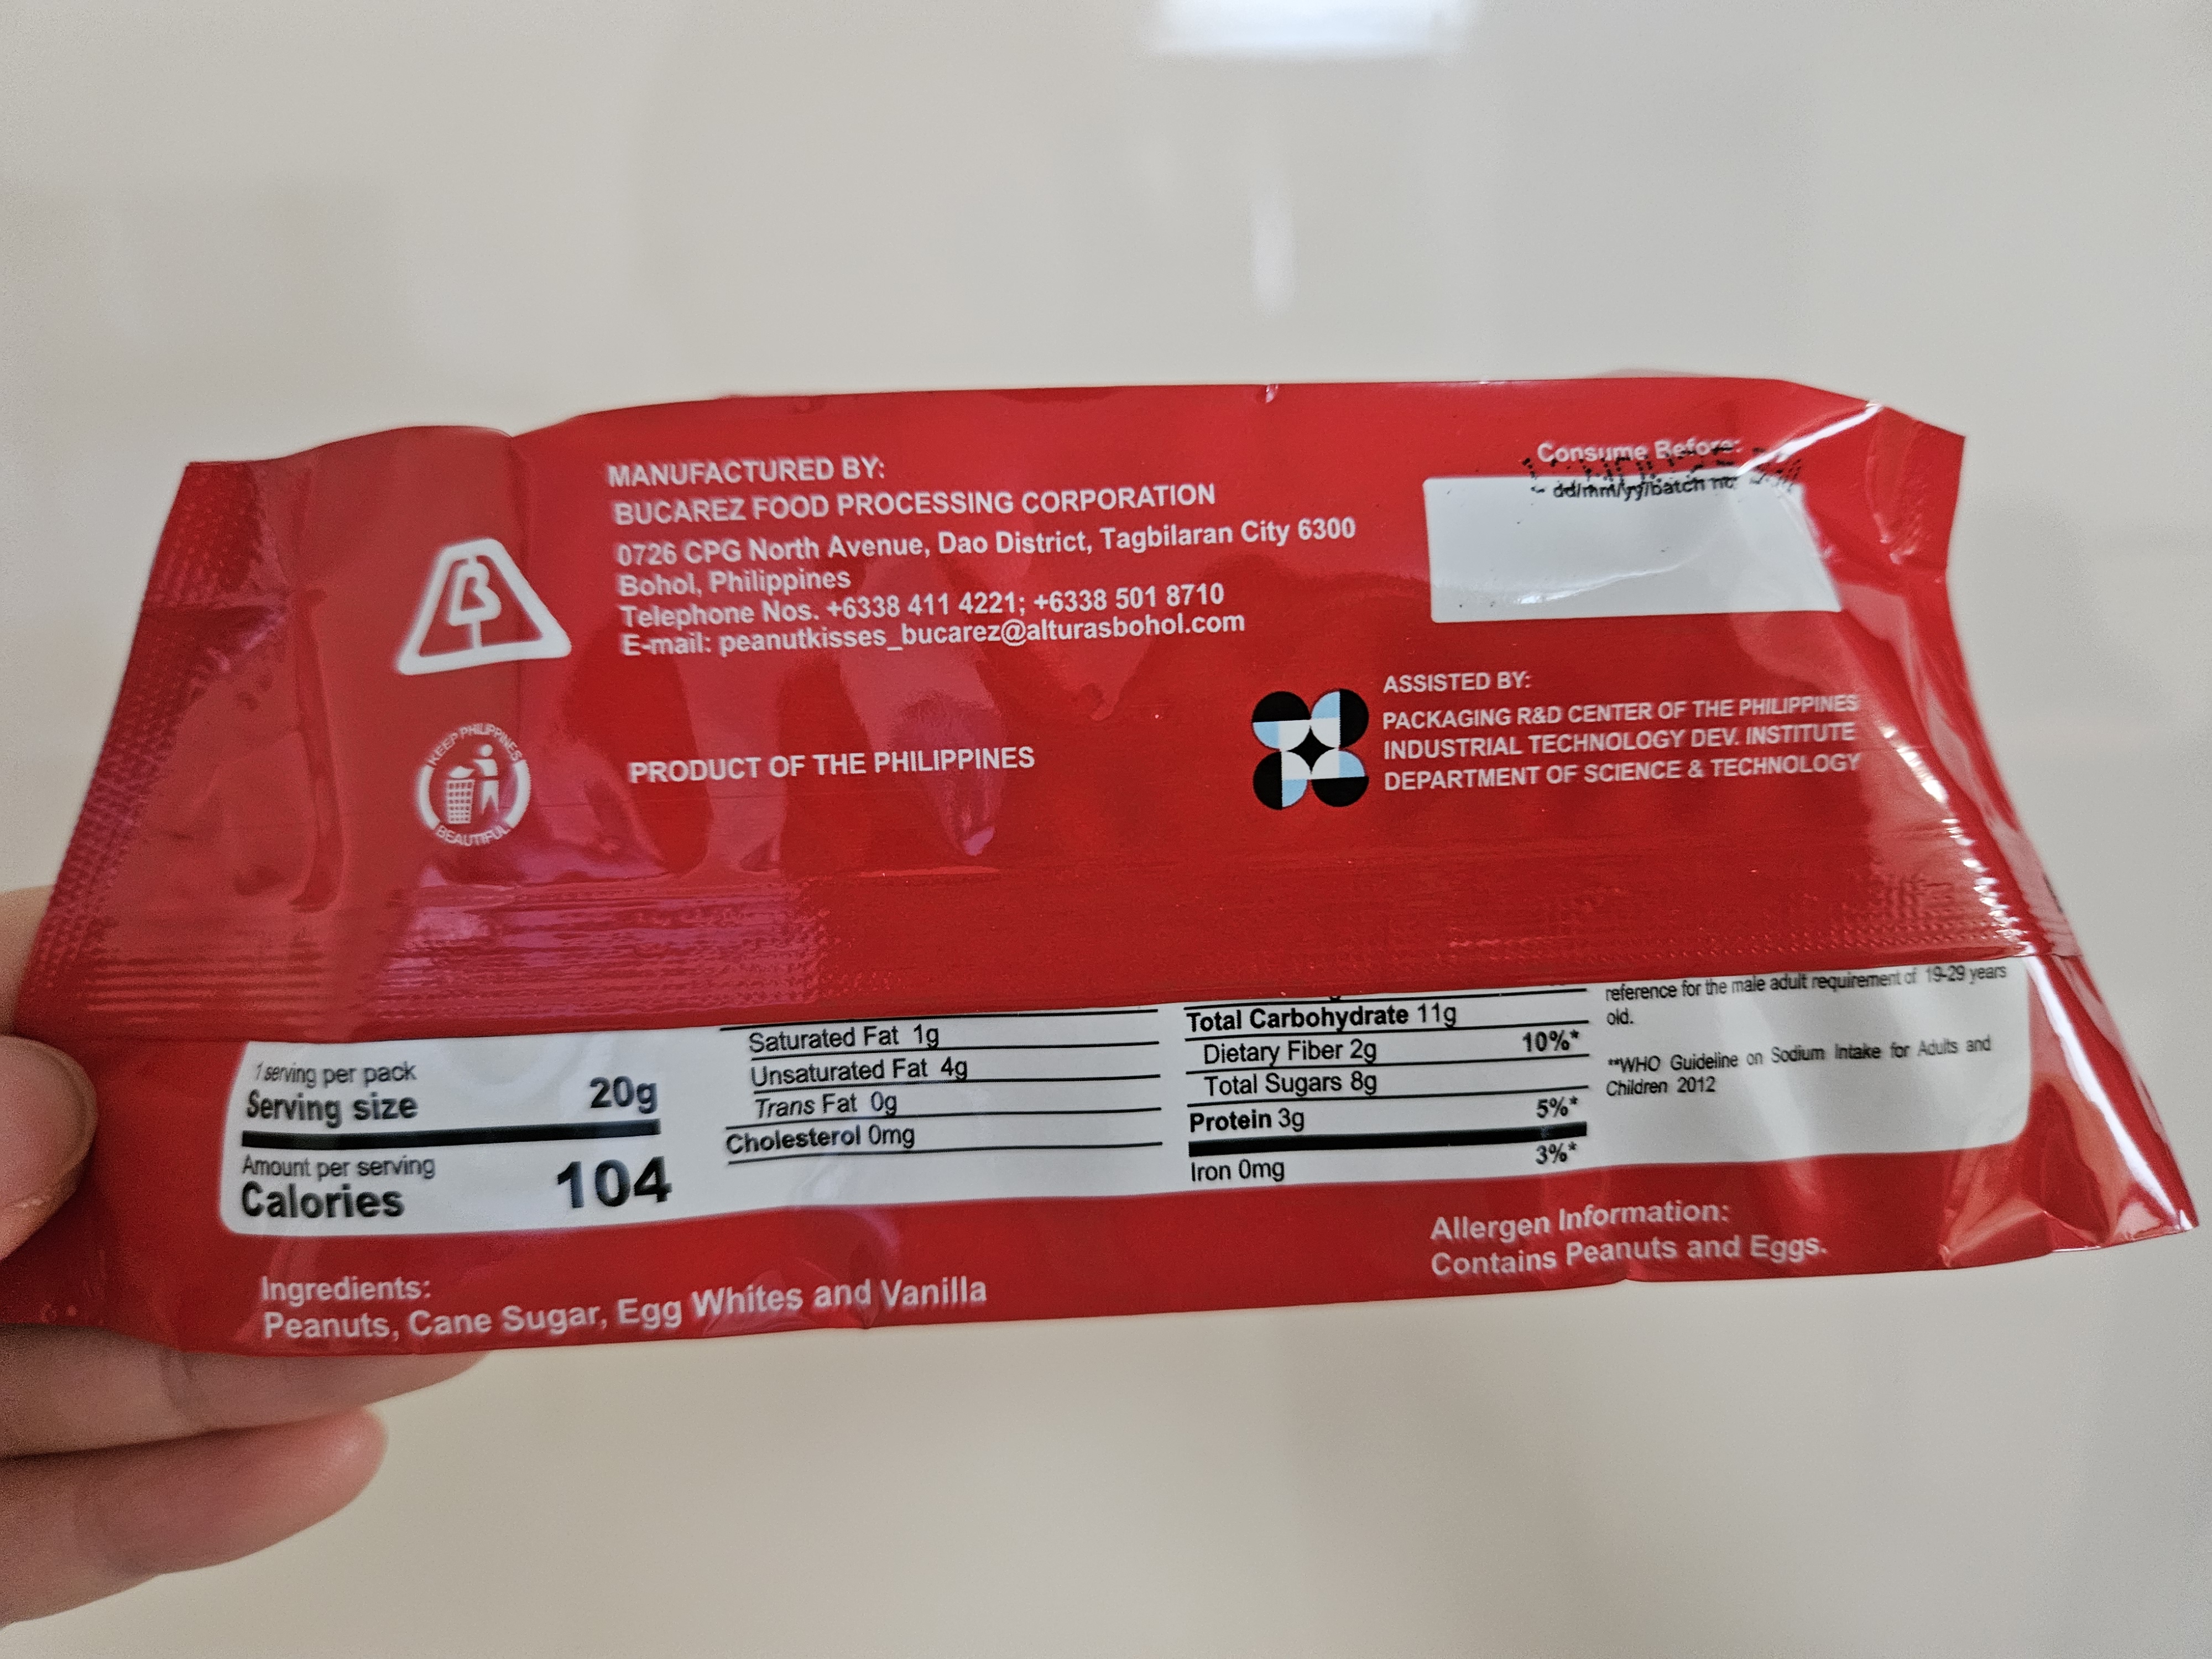 MANUFACTURED BY:
BUCAREZ FOOD PROCESSING CORPORATION
0726 CPG North Avenue, Dao District, Tagbilaran City 6300
Bohol, Philippines
Telephone Nos. +6338 411 4221; +6338 501 8710
E-mail: peanutkisses_bucarez@alturasbohol.com
Consume Before:
dd/mm/yy/batch no
KEEP PHILIPPINES
BEAUTIFUL
PRODUCT OF THE PHILIPPINES
ASSISTED BY:
PACKAGING R&D CENTER OF THE PHILIPPINES
INDUSTRIAL TECHNOLOGY DEV. INSTITUTE
DEPARTMENT OF SCIENCE & TECHNOLOGY
1 serving per pack
Serving size 20g
Amount per serving
Calories 104
Saturated Fat 1g
Unsaturated Fat 4g
Trans Fat 0g
Cholesterol 0mg
Total Carbohydrate 11g
Dietary Fiber 2g 10%*
Total Sugars 8g
Protein 3g 5%*
Iron 0mg 3%*
reference for the male adult requirement of 19-29 years
old.
**WHO Guideline on Sodium Intake for Adults and
Children 2012
Ingredients:
Peanuts, Cane Sugar, Egg Whites and Vanilla
Allergen Information:
Contains Peanuts and Eggs.